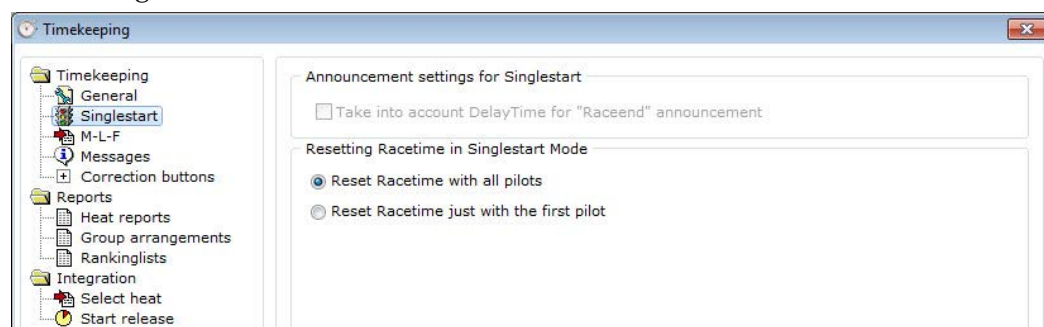 Timekeeping
Timekeeping
General
Singlestart
M-L-F
Messages
Correction buttons
Reports
Heat reports
Group arrangements
Rankinglists
Integration
Select heat
Start release
Announcement settings for Singlestart
Take into account DelayTime for "Raceend" announcement
Resetting Racetime in Singlestart Mode
Reset Racetime with all pilots
Reset Racetime just with the first pilot